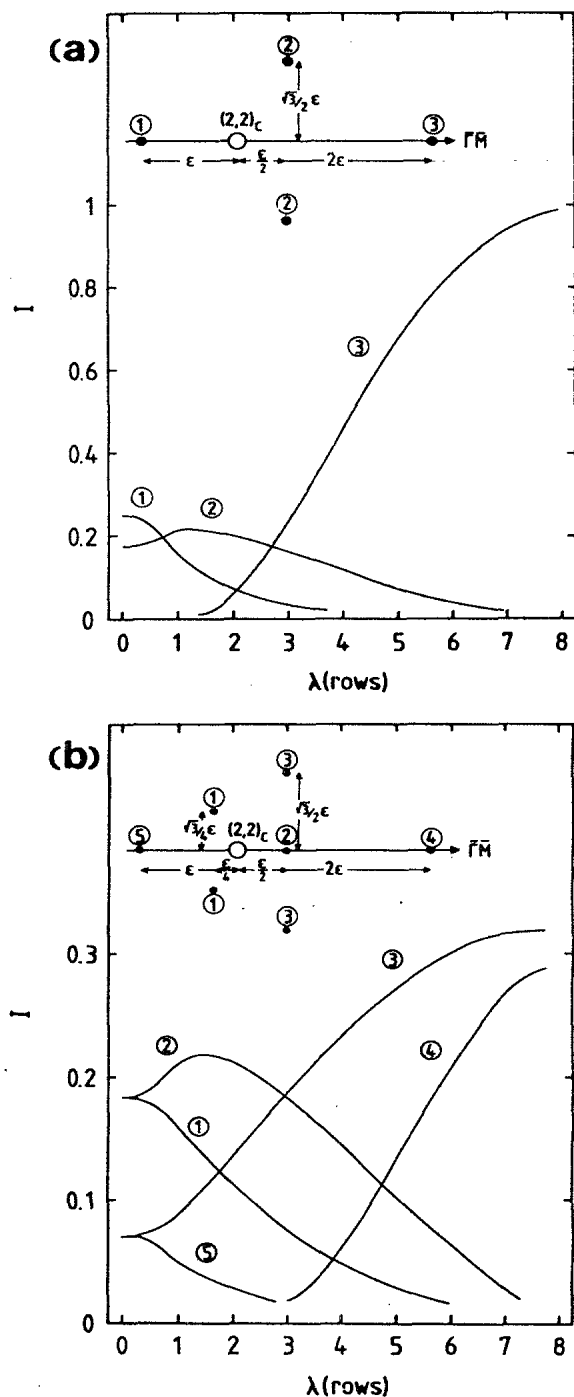 (a)
②
√3/2 ε
① (2,2)c ③
Γ̄M̄
ε ε/2 2ε
②
1
0.8
0.6
0.4
0.2
0
I
③
①
②
0 1 2 3 4 5 6 7 8
λ(rows)
(b)
③
①
√3/4 ε
√3/2 ε
⑤ (2,2)c ② ④
Γ̄M̄
ε ε/4 ε/2 2ε
①
③
0.3
0.2
0.1
0
I
③
②
④
①
⑤
0 1 2 3 4 5 6 7 8
λ(rows)